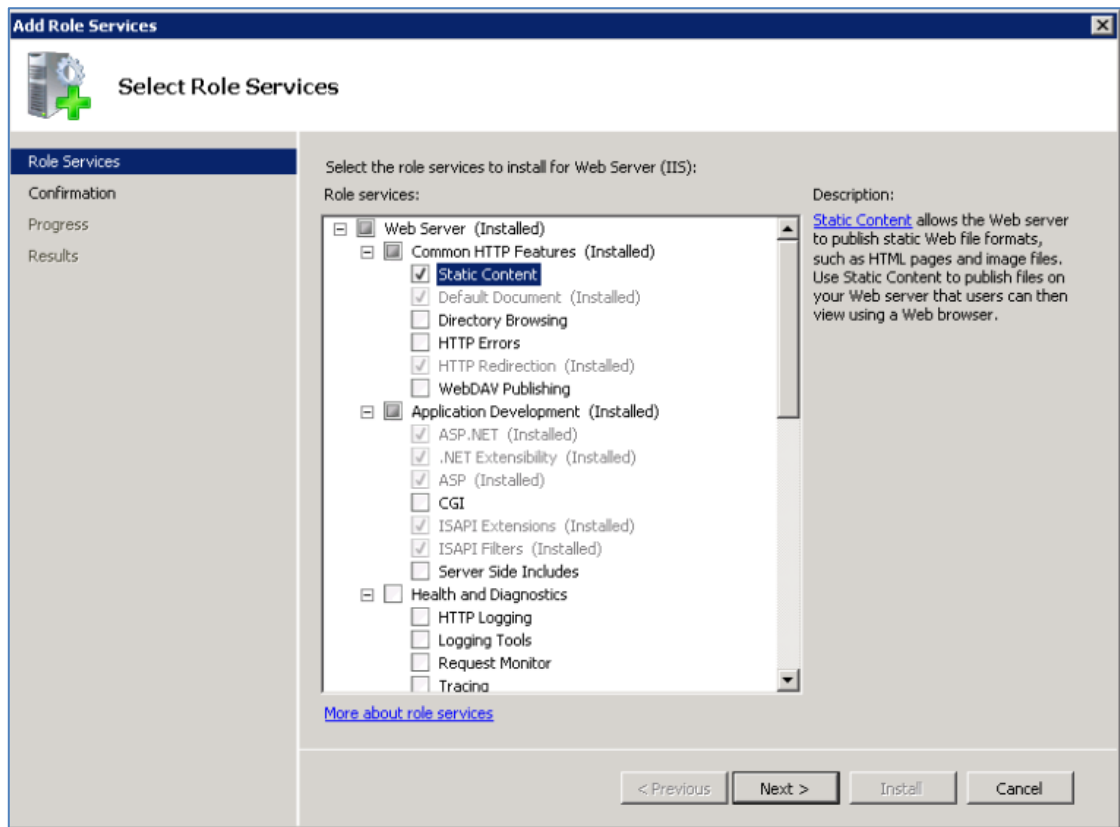 Add Role Services
Select Role Services
Role Services
Confirmation
Progress
Results
Select the role services to install for Web Server (IIS):
Role services:
Web Server (Installed)
Common HTTP Features (Installed)
Static Content
Default Document (Installed)
Directory Browsing
HTTP Errors
HTTP Redirection (Installed)
WebDAV Publishing
Application Development (Installed)
ASP.NET (Installed)
.NET Extensibility (Installed)
ASP (Installed)
CGI
ISAPI Extensions (Installed)
ISAPI Filters (Installed)
Server Side Includes
Health and Diagnostics
HTTP Logging
Logging Tools
Request Monitor
Tracing
More about role services
Description:
Static Content allows the Web server
to publish static Web file formats,
such as HTML pages and image files.
Use Static Content to publish files on
your Web server that users can then
view using a Web browser.
< Previous
Next >
Install
Cancel